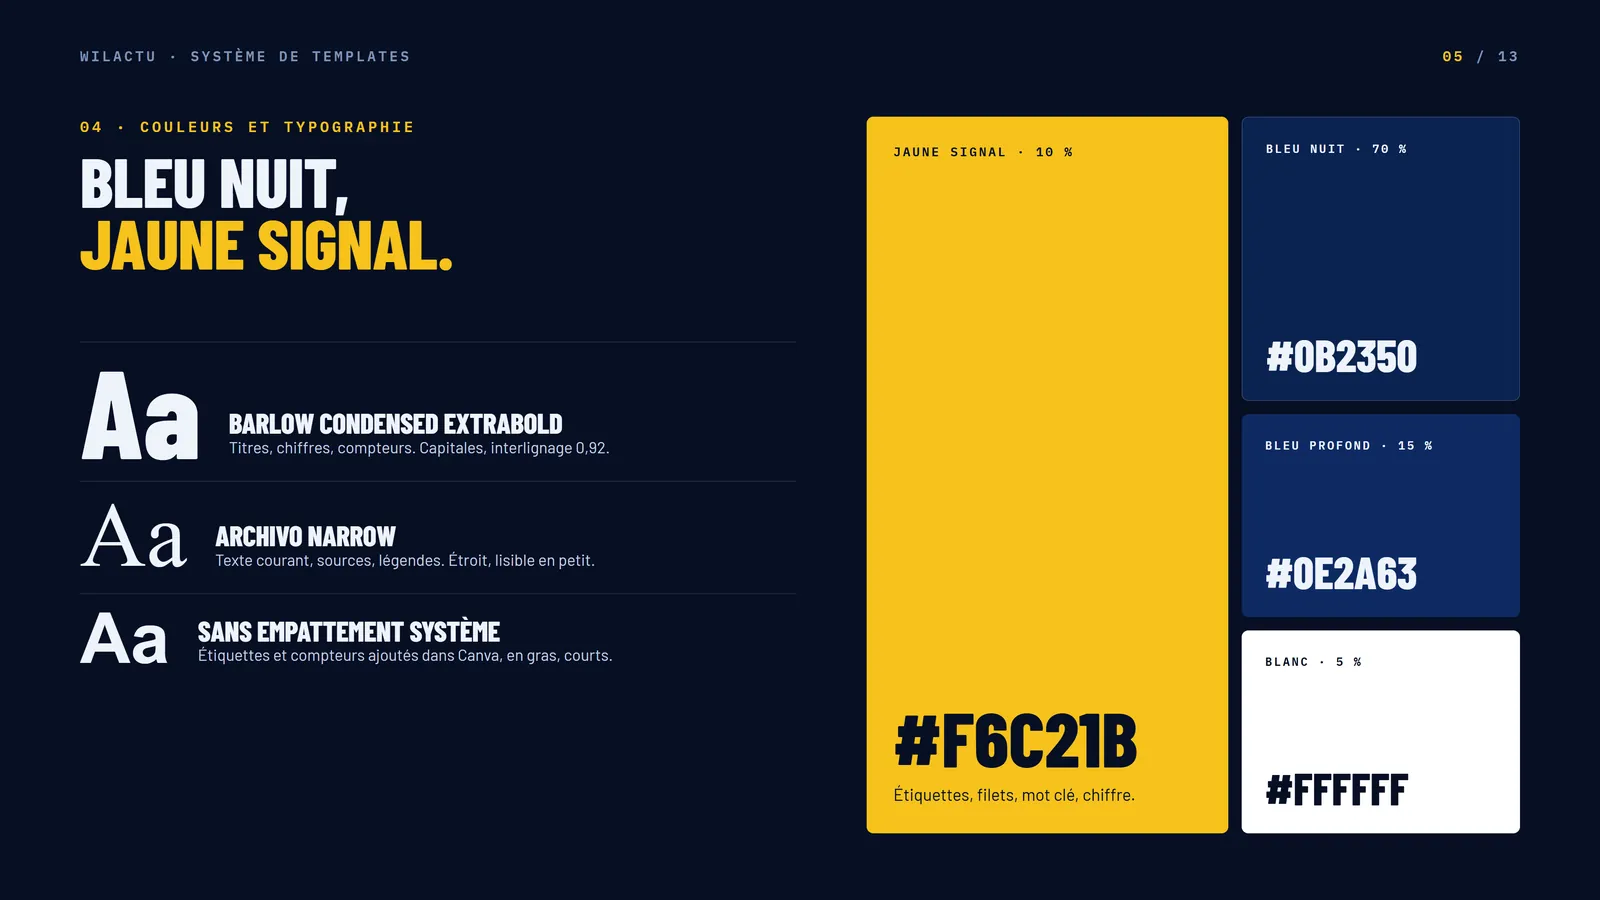 WILACTU · SYSTÈME DE TEMPLATES
05 / 13
04 · COULEURS ET TYPOGRAPHIE
BLEU NUIT,
JAUNE SIGNAL.
Aa
BARLOW CONDENSED EXTRABOLD
Titres, chiffres, compteurs. Capitales, interlignage 0,92.
Aa
ARCHIVO NARROW
Texte courant, sources, légendes. Étroit, lisible en petit.
Aa
SANS EMPATTEMENT SYSTÈME
Étiquettes et compteurs ajoutés dans Canva, en gras, courts.
JAUNE SIGNAL · 10 %
#F6C21B
Étiquettes, filets, mot clé, chiffre.
BLEU NUIT · 70 %
#0B2350
BLEU PROFOND · 15 %
#0E2A63
BLANC · 5 %
#FFFFFF